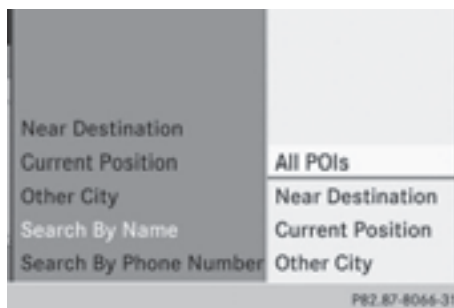 Near Destination
Current Position
Other City
Search By Name
Search By Phone Number
All POIs
Near Destination
Current Position
Other City
P82.87-8066-31